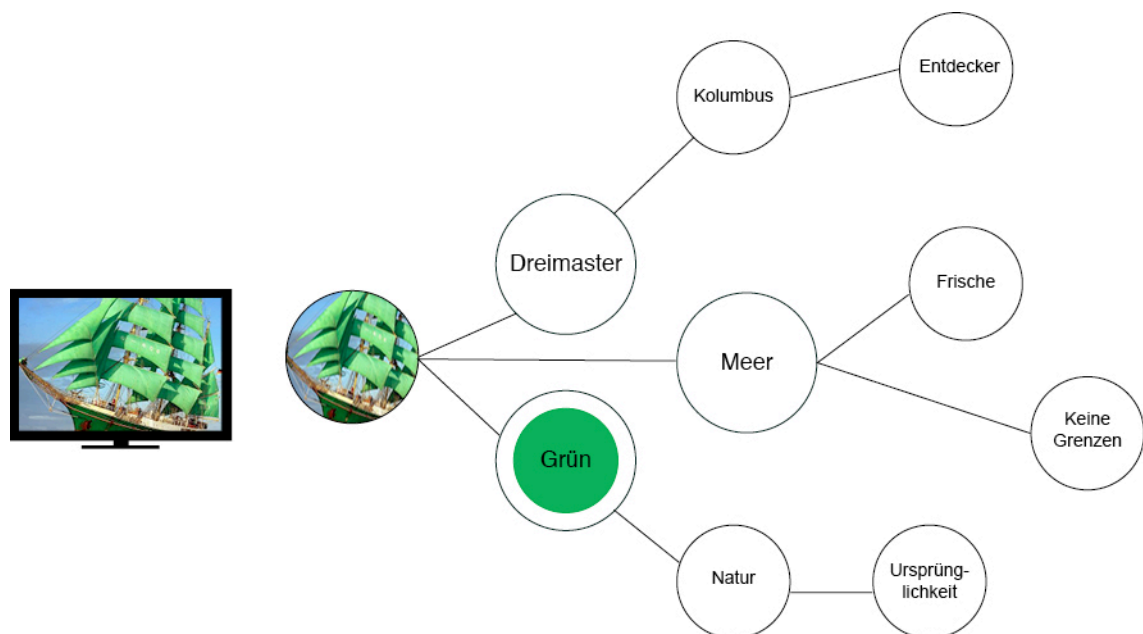 Kolumbus
Entdecker
Dreimaster
Frische
Meer
Keine
Grenzen
Grün
Natur
Ursprüng-
lichkeit